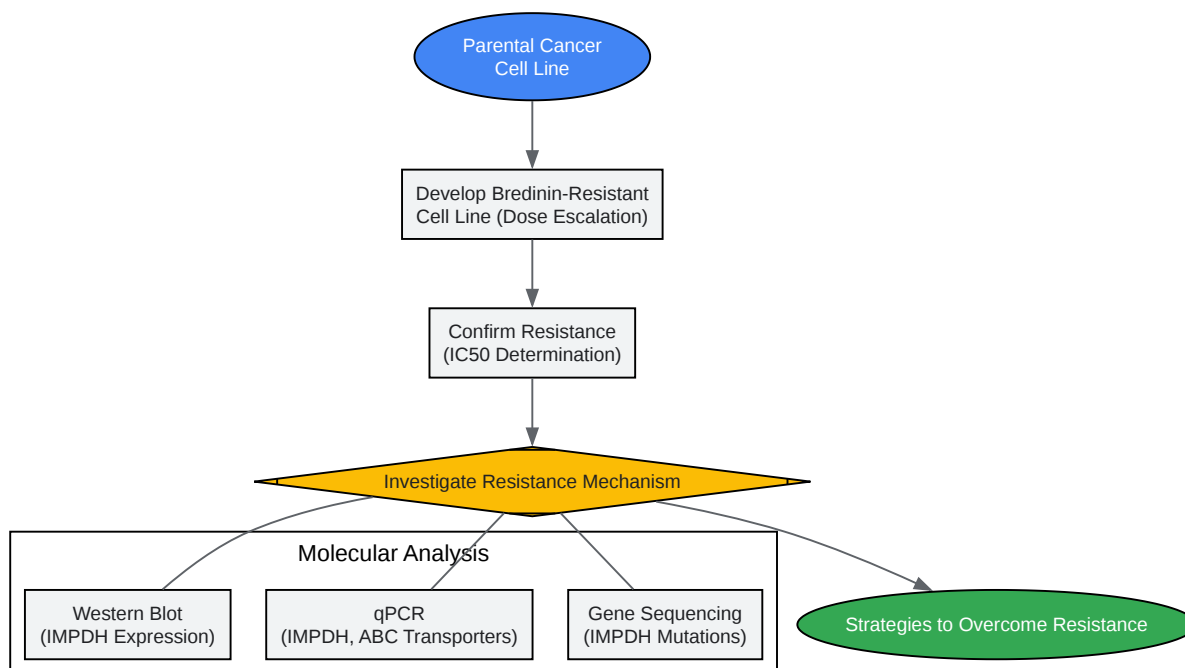 Parental Cancer
Cell Line
Develop Bredinin-Resistant
Cell Line (Dose Escalation)
Confirm Resistance
(IC50 Determination)
Investigate Resistance Mechanism
Molecular Analysis
Western Blot
(IMPDH Expression)
qPCR
(IMPDH, ABC Transporters)
Gene Sequencing
(IMPDH Mutations)
Strategies to Overcome Resistance